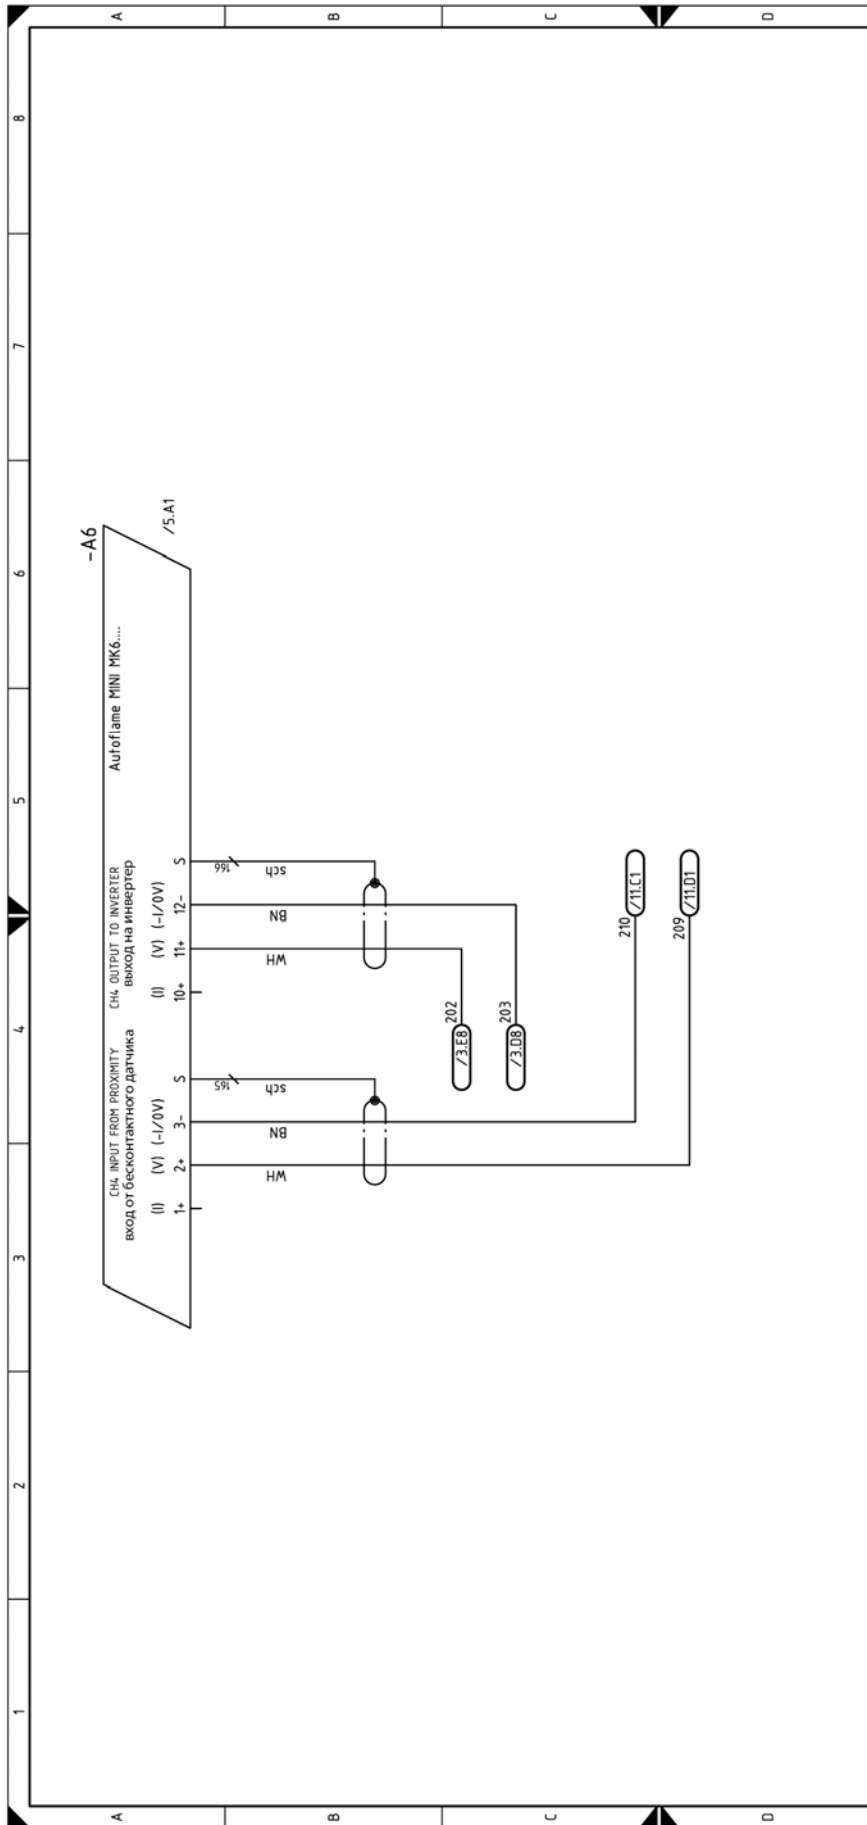 A
B
C
D
8
7
6
5
4
3
2
1
-A6
/5.A1
Autoflame MINI MK6....
CH4 OUTPUT TO INVERTER
выход на инвертер
(I) (V) (-I/0V)
10+ 11+ 12- S
CH4 INPUT FROM PROXIMITY
вход от бесконтактного датчика
(I) (V) (-I/0V)
1+ 2+ 3- S
166
sch
BN
WH
165
sch
BN
WH
202
/3.E8
203
/3.D8
210
/11.C1
209
/11.D1
A
B
C
D